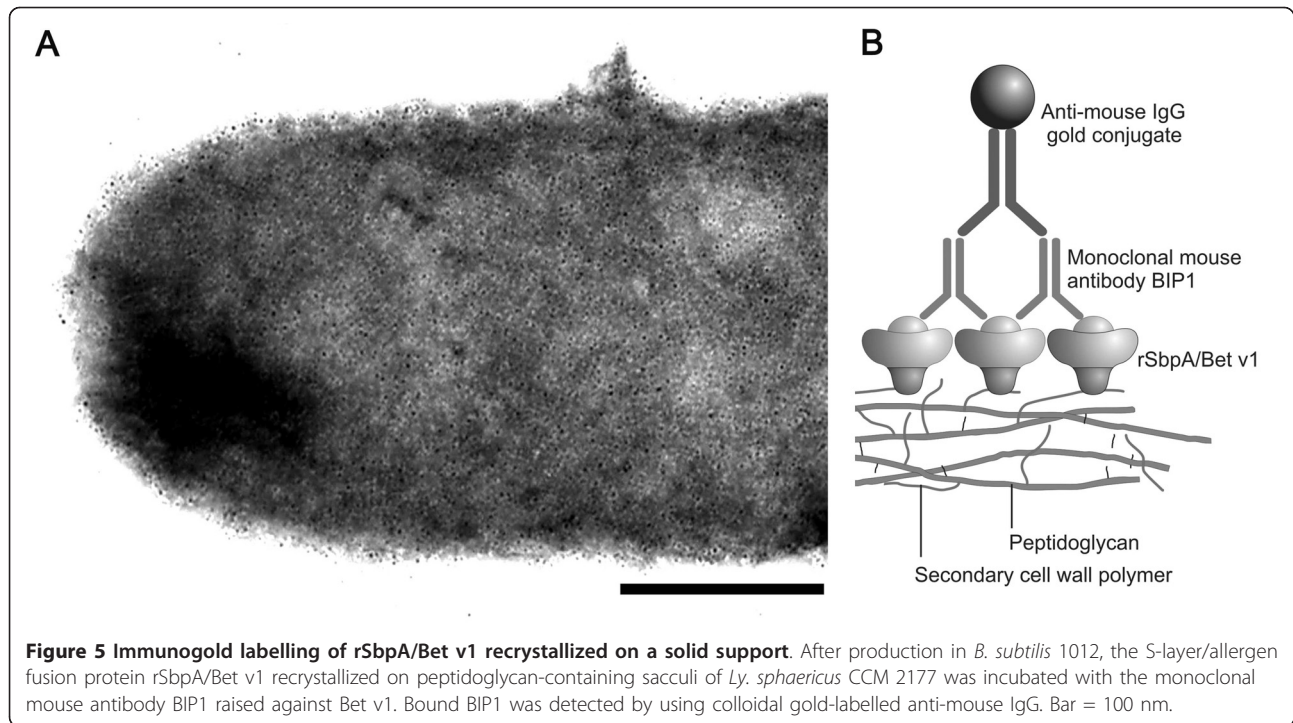 A
B
Anti-mouse IgG
gold conjugate
Monoclonal mouse
antibody BIP1
rSbpA/Bet v1
Peptidoglycan
Secondary cell wall polymer
Figure 5 Immunogold labelling of rSbpA/Bet v1 recrystallized on a solid support. After production in B. subtilis 1012, the S-layer/allergen
fusion protein rSbpA/Bet v1 recrystallized on peptidoglycan-containing sacculi of Ly. sphaericus CCM 2177 was incubated with the monoclonal
mouse antibody BIP1 raised against Bet v1. Bound BIP1 was detected by using colloidal gold-labelled anti-mouse IgG. Bar = 100 nm.